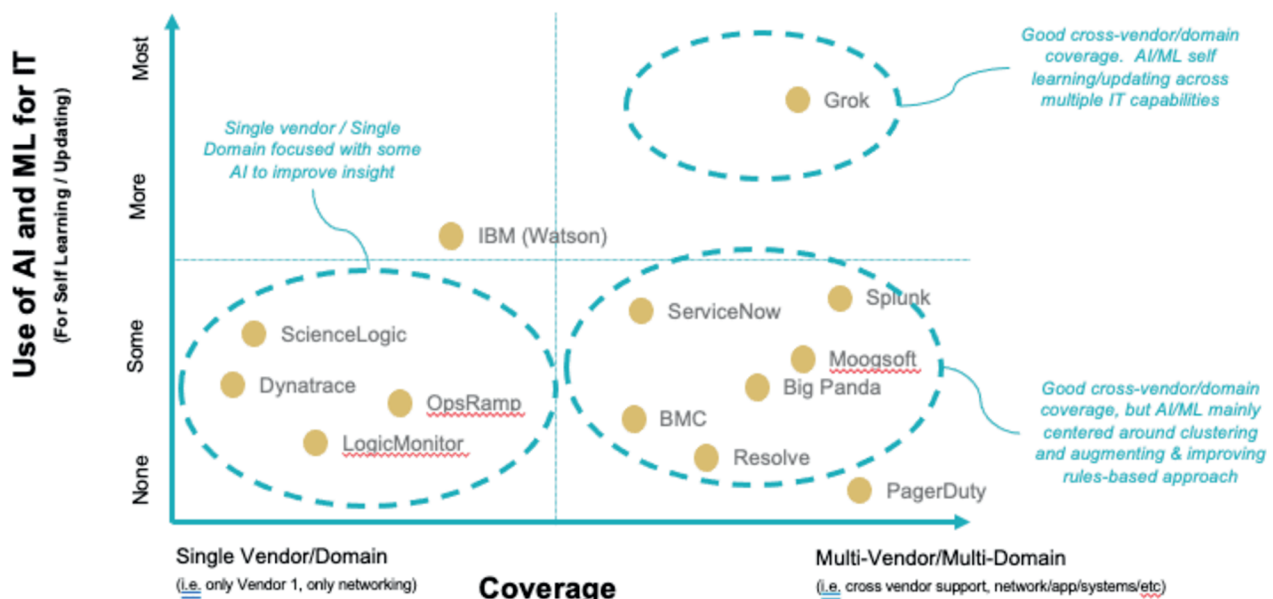 Use of AI and ML for IT
(For Self Learning / Updating)
Most
More
Some
None
Good cross-vendor/domain
coverage.  AI/ML self
learning/updating across
multiple IT capabilities
Grok
Single vendor / Single
Domain focused with some
AI to improve insight
IBM (Watson)
ScienceLogic
Dynatrace
OpsRamp
LogicMonitor
ServiceNow
Splunk
Moogsoft
Big Panda
BMC
Resolve
PagerDuty
Good cross-vendor/domain
coverage, but AI/ML mainly
centered around clustering
and augmenting & improving
rules-based approach
Single Vendor/Domain
(i.e. only Vendor 1, only networking)
Coverage
Multi-Vendor/Multi-Domain
(i.e. cross vendor support, network/app/systems/etc)